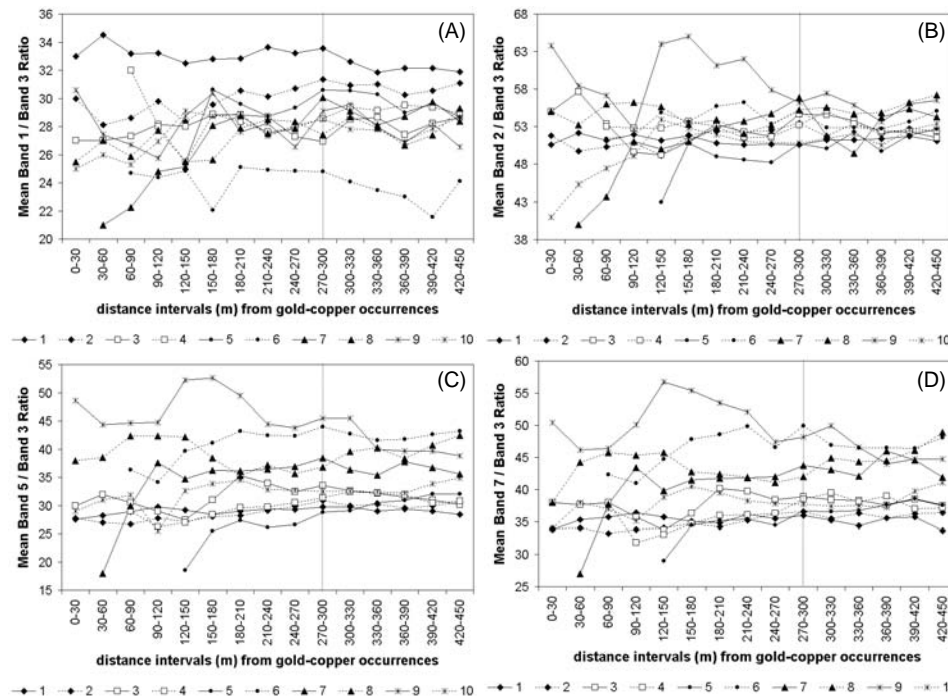 (A)
Mean Band 1 / Band 3 Ratio
36
34
32
30
28
26
24
22
20
0-30 30-60 60-90 90-120 120-150 150-180 180-210 210-240 240-270 270-300 300-330 330-360 360-390 390-420 420-450
distance intervals (m) from gold-copper occurrences
1 2 3 4 5 6 7 8 9 10
(B)
Mean Band 2 / Band 3 Ratio
68
63
58
53
48
43
38
0-30 30-60 60-90 90-120 120-150 150-180 180-210 210-240 240-270 270-300 300-330 330-360 360-390 390-420 420-450
distance intervals (m) from gold-copper occurrences
1 2 3 4 5 6 7 8 9 10
(C)
Mean Band 5 / Band 3 Ratio
55
50
45
40
35
30
25
20
15
0-30 30-60 60-90 90-120 120-150 150-180 180-210 210-240 240-270 270-300 300-330 330-360 360-390 390-420 420-450
distance intervals (m) from gold-copper occurrences
1 2 3 4 5 6 7 8 9 10
(D)
Mean Band 7 / Band 3 Ratio
60
55
50
45
40
35
30
25
0-30 30-60 60-90 90-120 120-150 150-180 180-210 210-240 240-270 270-300 300-330 330-360 360-390 390-420 420-450
distance intervals (m) from gold-copper occurrences
1 2 3 4 5 6 7 8 9